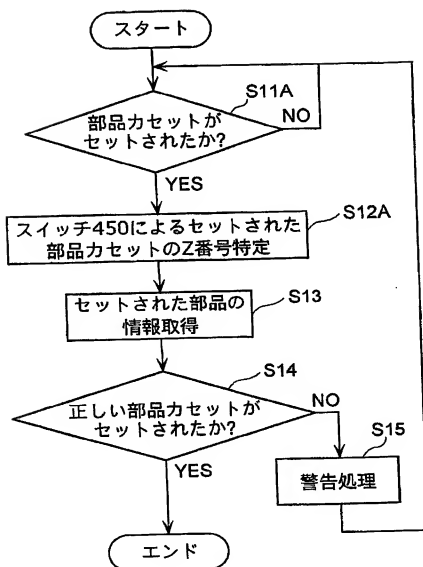 スタート
S11A
部品カセットが
セットされたか?
NO
YES
S12A
スイッチ450によるセットされた
部品カセットのZ番号特定
S13
セットされた部品の
情報取得
S14
正しい部品カセットが
セットされたか?
NO
YES
S15
警告処理
エンド